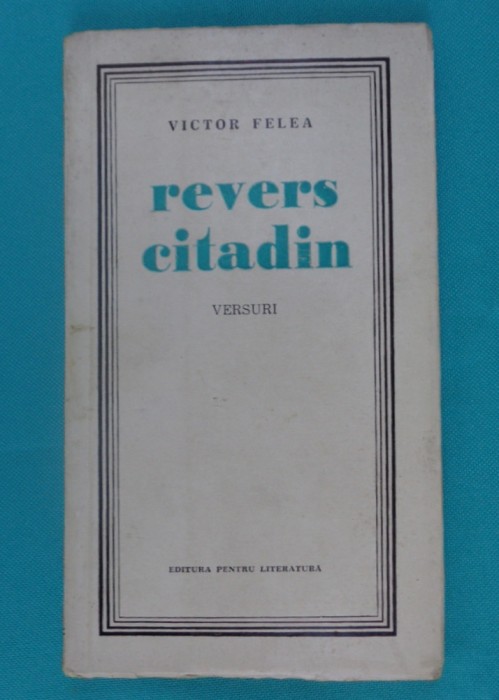 VICTOR FELEA
revers
citadin
VERSURI
EDITURA PENTRU LITERATURA